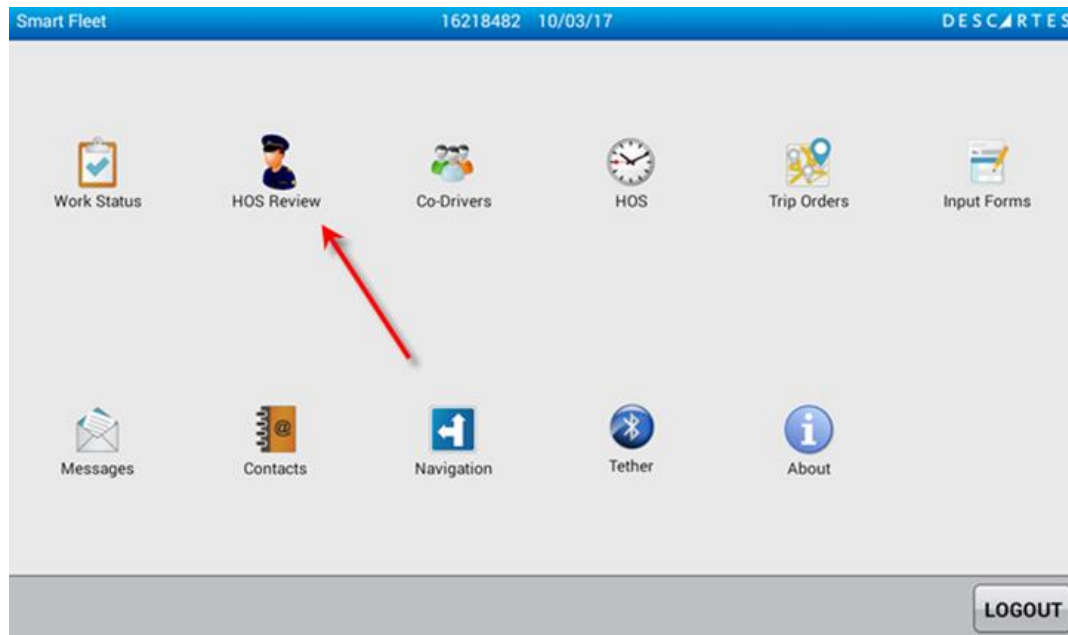 Smart Fleet 16218482 10/03/17 DESCARTES
Work Status HOS Review Co-Drivers HOS Trip Orders Input Forms
@
Messages Contacts Navigation Tether About
LOGOUT